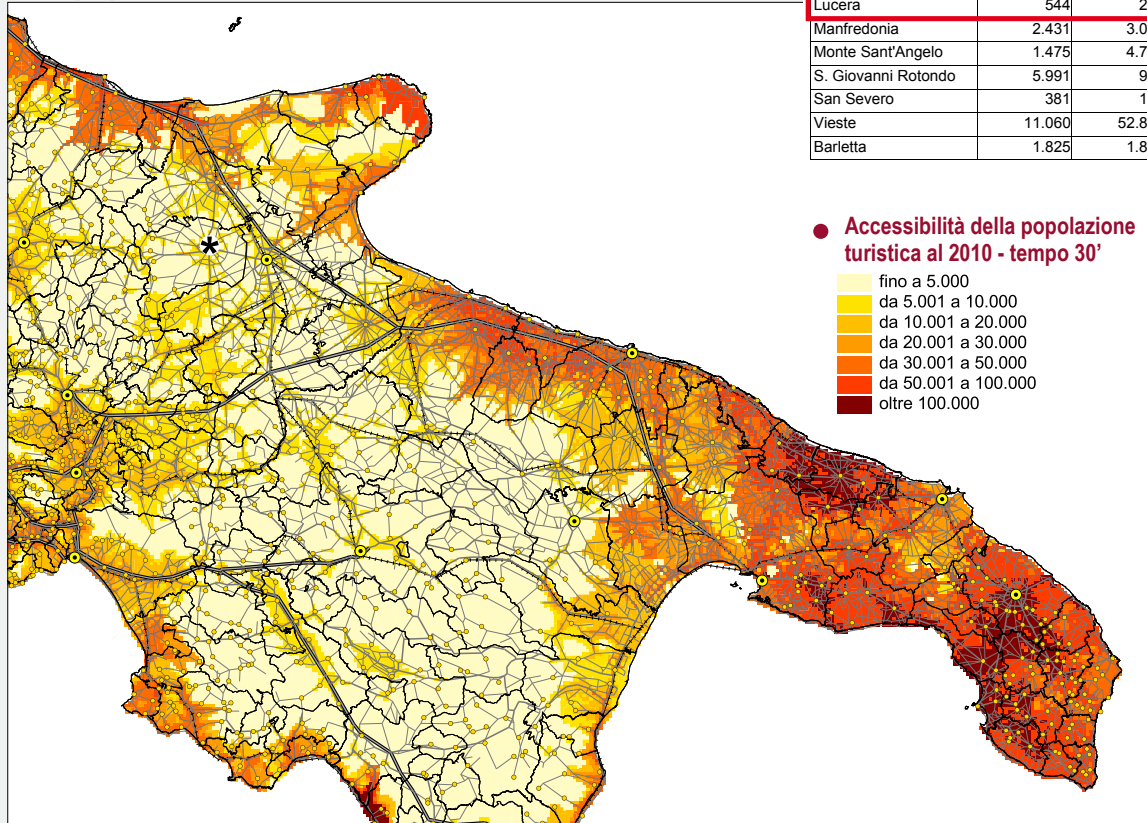 Lucera 544 2
Manfredonia 2.431 3.0
Monte Sant'Angelo 1.475 4.7
S. Giovanni Rotondo 5.991 9
San Severo 381 1
Vieste 11.060 52.8
Barletta 1.825 1.8
Accessibilità della popolazione
turistica al 2010 - tempo 30’
fino a 5.000
da 5.001 a 10.000
da 10.001 a 20.000
da 20.001 a 30.000
da 30.001 a 50.000
da 50.001 a 100.000
oltre 100.000
*